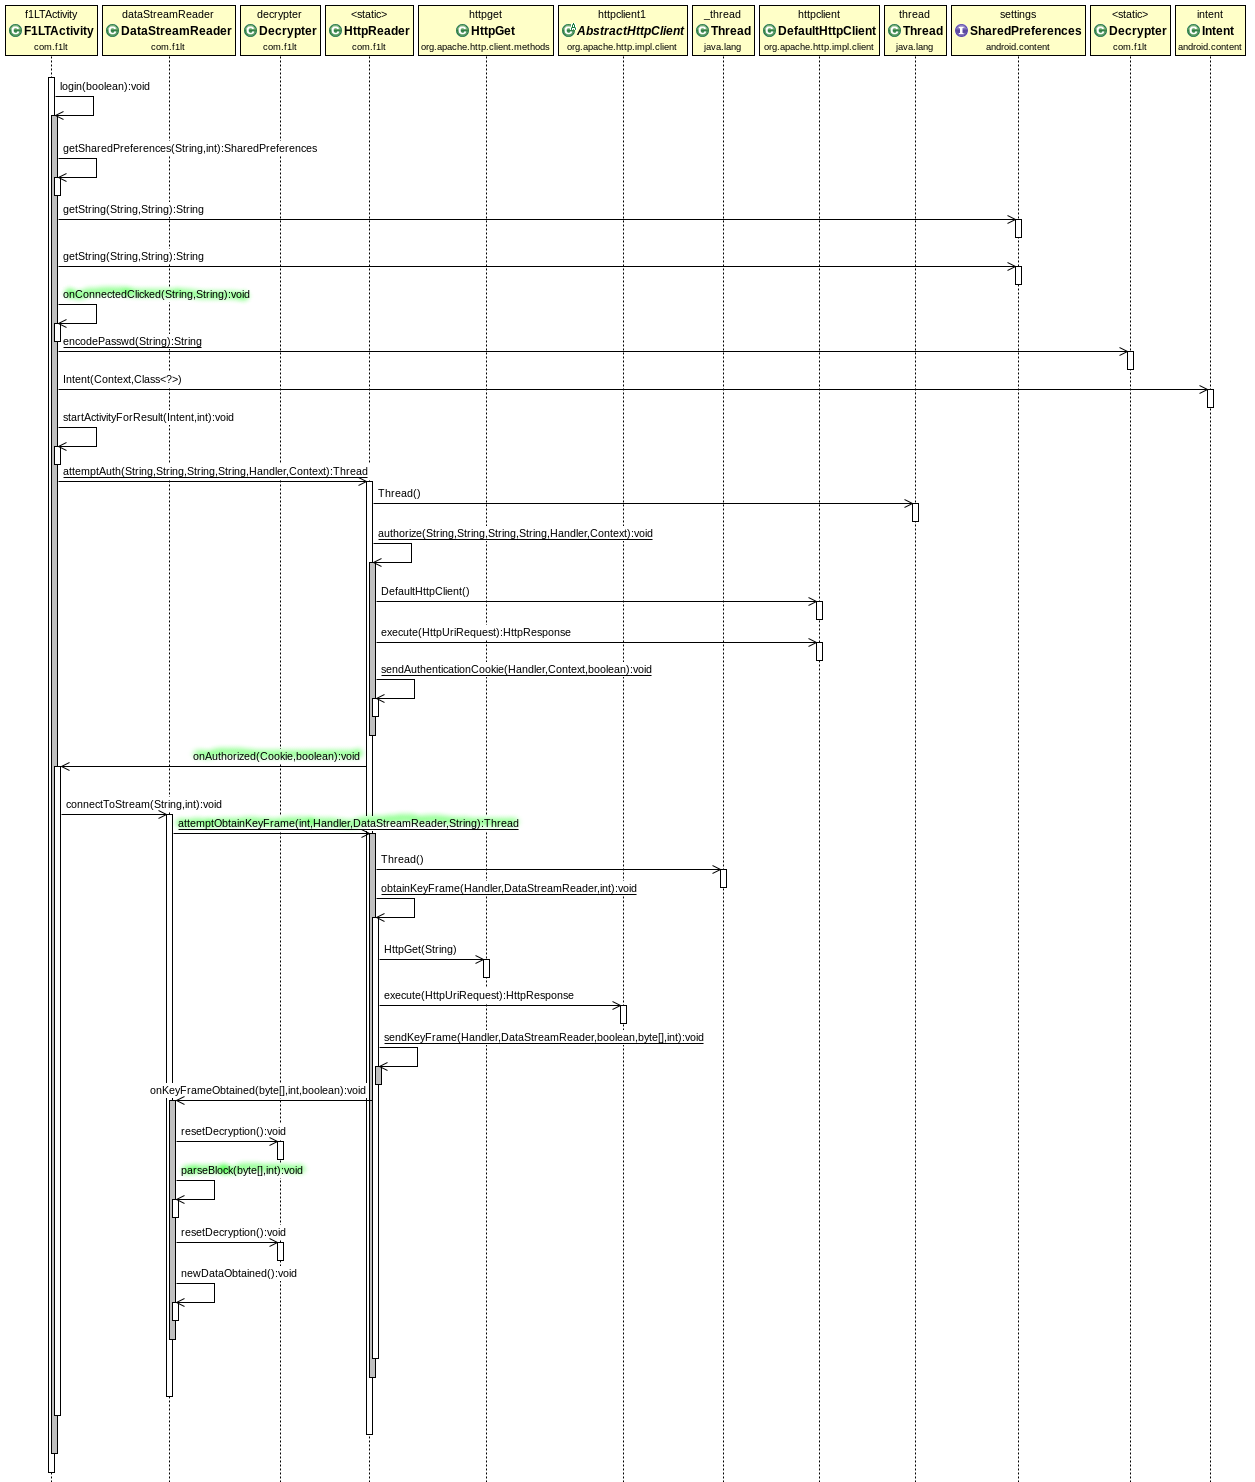 f1LTActivity
F1LTActivity
com.f1lt
dataStreamReader
DataStreamReader
com.f1lt
decrypter
Decrypter
com.f1lt
<static>
HttpReader
com.f1lt
httpget
HttpGet
org.apache.http.client.methods
httpclient1
AbstractHttpClient
org.apache.http.impl.client
_thread
Thread
java.lang
httpclient
DefaultHttpClient
org.apache.http.impl.client
thread
Thread
java.lang
settings
SharedPreferences
android.content
<static>
Decrypter
com.f1lt
intent
Intent
android.content
login(boolean):void
getSharedPreferences(String,int):SharedPreferences
getString(String,String):String
getString(String,String):String
onConnectedClicked(String,String):void
encodePasswd(String):String
Intent(Context,Class<?>)
startActivityForResult(Intent,int):void
attemptAuth(String,String,String,String,Handler,Context):Thread
Thread()
authorize(String,String,String,String,Handler,Context):void
DefaultHttpClient()
execute(HttpUriRequest):HttpResponse
sendAuthenticationCookie(Handler,Context,boolean):void
onAuthorized(Cookie,boolean):void
connectToStream(String,int):void
attemptObtainKeyFrame(int,Handler,DataStreamReader,String):Thread
Thread()
obtainKeyFrame(Handler,DataStreamReader,int):void
HttpGet(String)
execute(HttpUriRequest):HttpResponse
sendKeyFrame(Handler,DataStreamReader,boolean,byte[],int):void
onKeyFrameObtained(byte[],int,boolean):void
resetDecryption():void
parseBlock(byte[],int):void
resetDecryption():void
newDataObtained():void